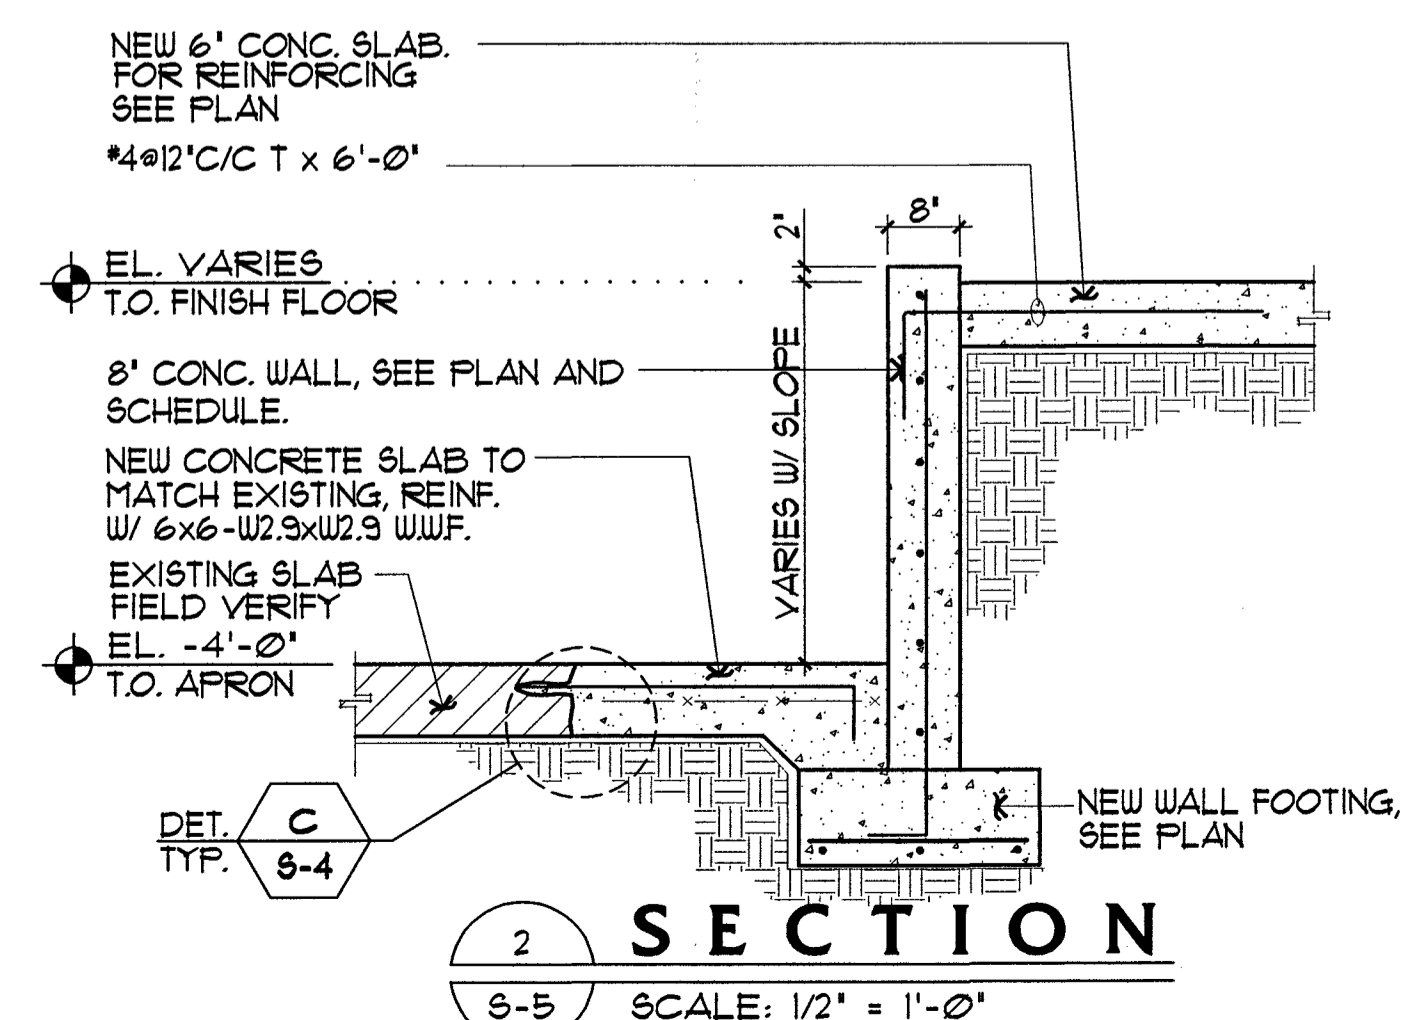 NEW 6" CONC. SLAB.
FOR REINFORCING
SEE PLAN
#4@12"C/C T x 6'-0"
2"
8"
EL. VARIES
T.O. FINISH FLOOR
8" CONC. WALL, SEE PLAN AND
SCHEDULE.
VARIES W/ SLOPE
NEW CONCRETE SLAB TO
MATCH EXISTING, REINF.
W/ 6x6-W2.9xW2.9 W.W.F.
EXISTING SLAB
FIELD VERIFY
EL. -4'-0"
T.O. APRON
NEW WALL FOOTING,
SEE PLAN
DET.
TYP.
C
S-4
2
S-5
SECTION
SCALE: 1/2" = 1'-0"